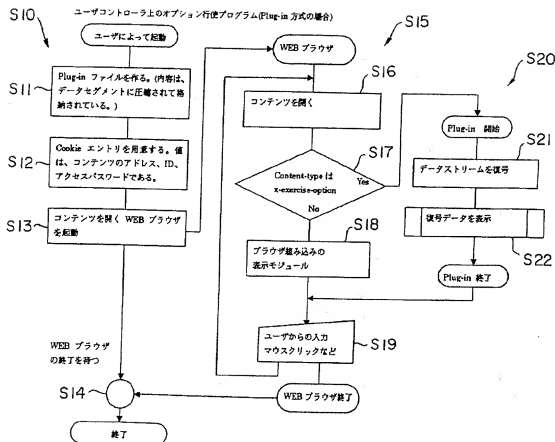 ユーザコントローラ上のオプション行使プログラム(Plug-in 方式の場合)
S10
ユーザによって起動
S11
Plug-in ファイルを作る。(内容は、
データセグメントに圧縮されて格
納されている。)
S12
Cookie エントリを用意する。値
は、コンテンツのアドレス、ID、
アクセスパスワードである。
S13
コンテンツを開く WEB ブラウザ
を起動
WEB ブラウザ
の終了を待つ
S14
終了
S15
WEB ブラウザ
S16
コンテンツを開く
S17
Content-type は
x-exercise-option
Yes
No
S18
ブラウザ組み込みの
表示モジュール
S19
ユーザからの入力
マウスクリックなど
WEB ブラウザ終了
S20
Plug-in 開始
S21
データストリームを復号
復号データを表示
S22
Plug-in 終了